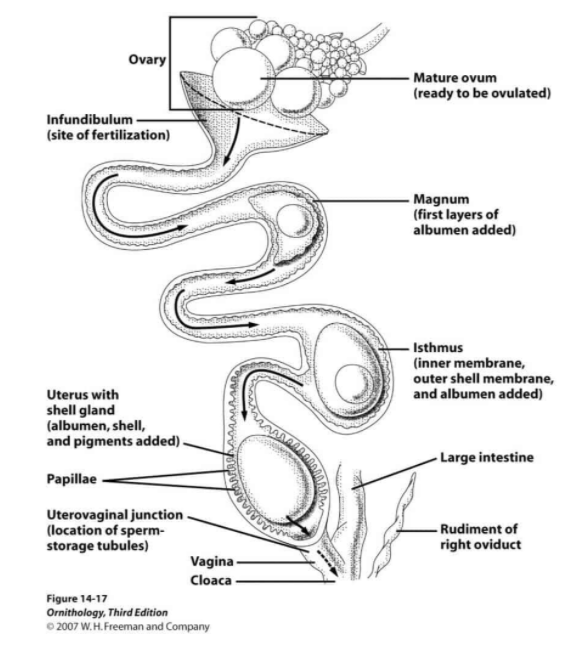 Ovary
Mature ovum
(ready to be ovulated)
Infundibulum
(site of fertilization)
Magnum
(first layers of
albumen added)
Isthmus
(inner membrane,
outer shell membrane,
and albumen added)
Uterus with
shell gland
(albumen, shell,
and pigments added)
Large intestine
Papillae
Uterovaginal junction
(location of sperm-
storage tubules)
Rudiment of
right oviduct
Vagina
Cloaca
Figure 14-17
Ornithology, Third Edition
© 2007 W. H. Freeman and Company